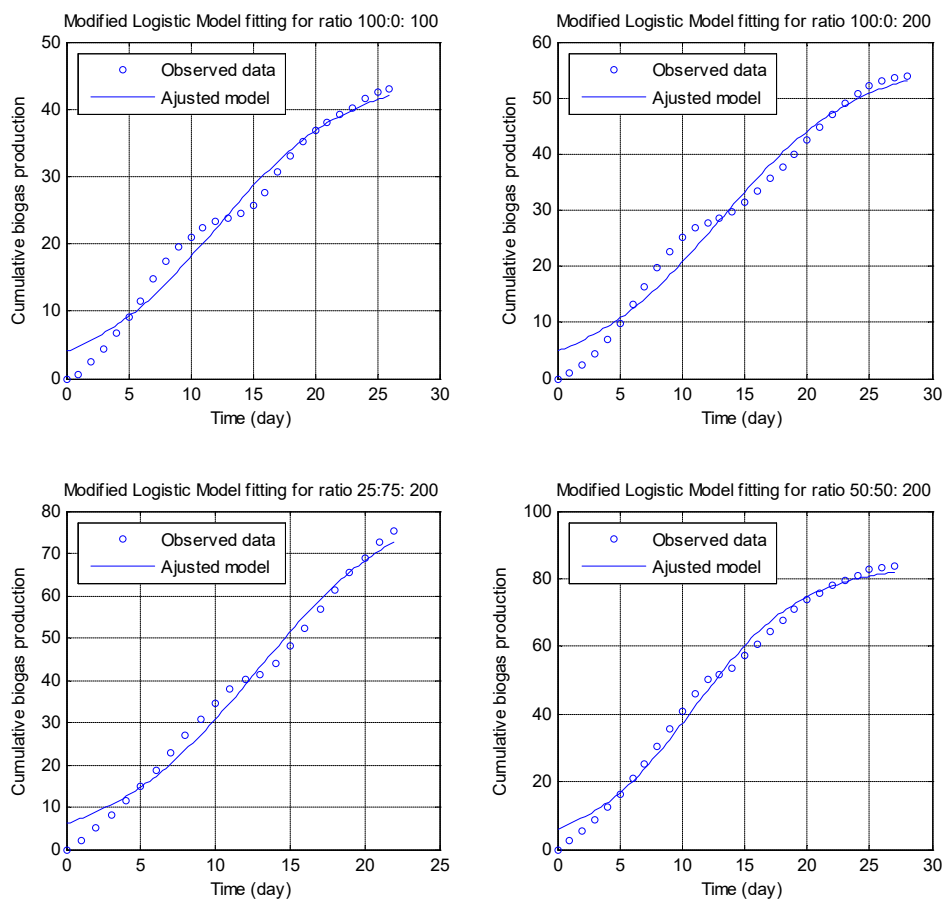 Modified Logistic Model fitting for ratio 100:0: 100
50
40
30
20
10
0
Cumulative biogas production
Observed data
Ajusted model
0 5 10 15 20 25 30
Time (day)
Modified Logistic Model fitting for ratio 100:0: 200
60
50
40
30
20
10
0
Cumulative biogas production
Observed data
Ajusted model
0 5 10 15 20 25 30
Time (day)
Modified Logistic Model fitting for ratio 25:75: 200
80
70
60
50
40
30
20
10
0
Cumulative biogas production
Observed data
Ajusted model
0 5 10 15 20 25
Time (day)
Modified Logistic Model fitting for ratio 50:50: 200
100
80
60
40
20
0
Cumulative biogas production
Observed data
Ajusted model
0 5 10 15 20 25 30
Time (day)